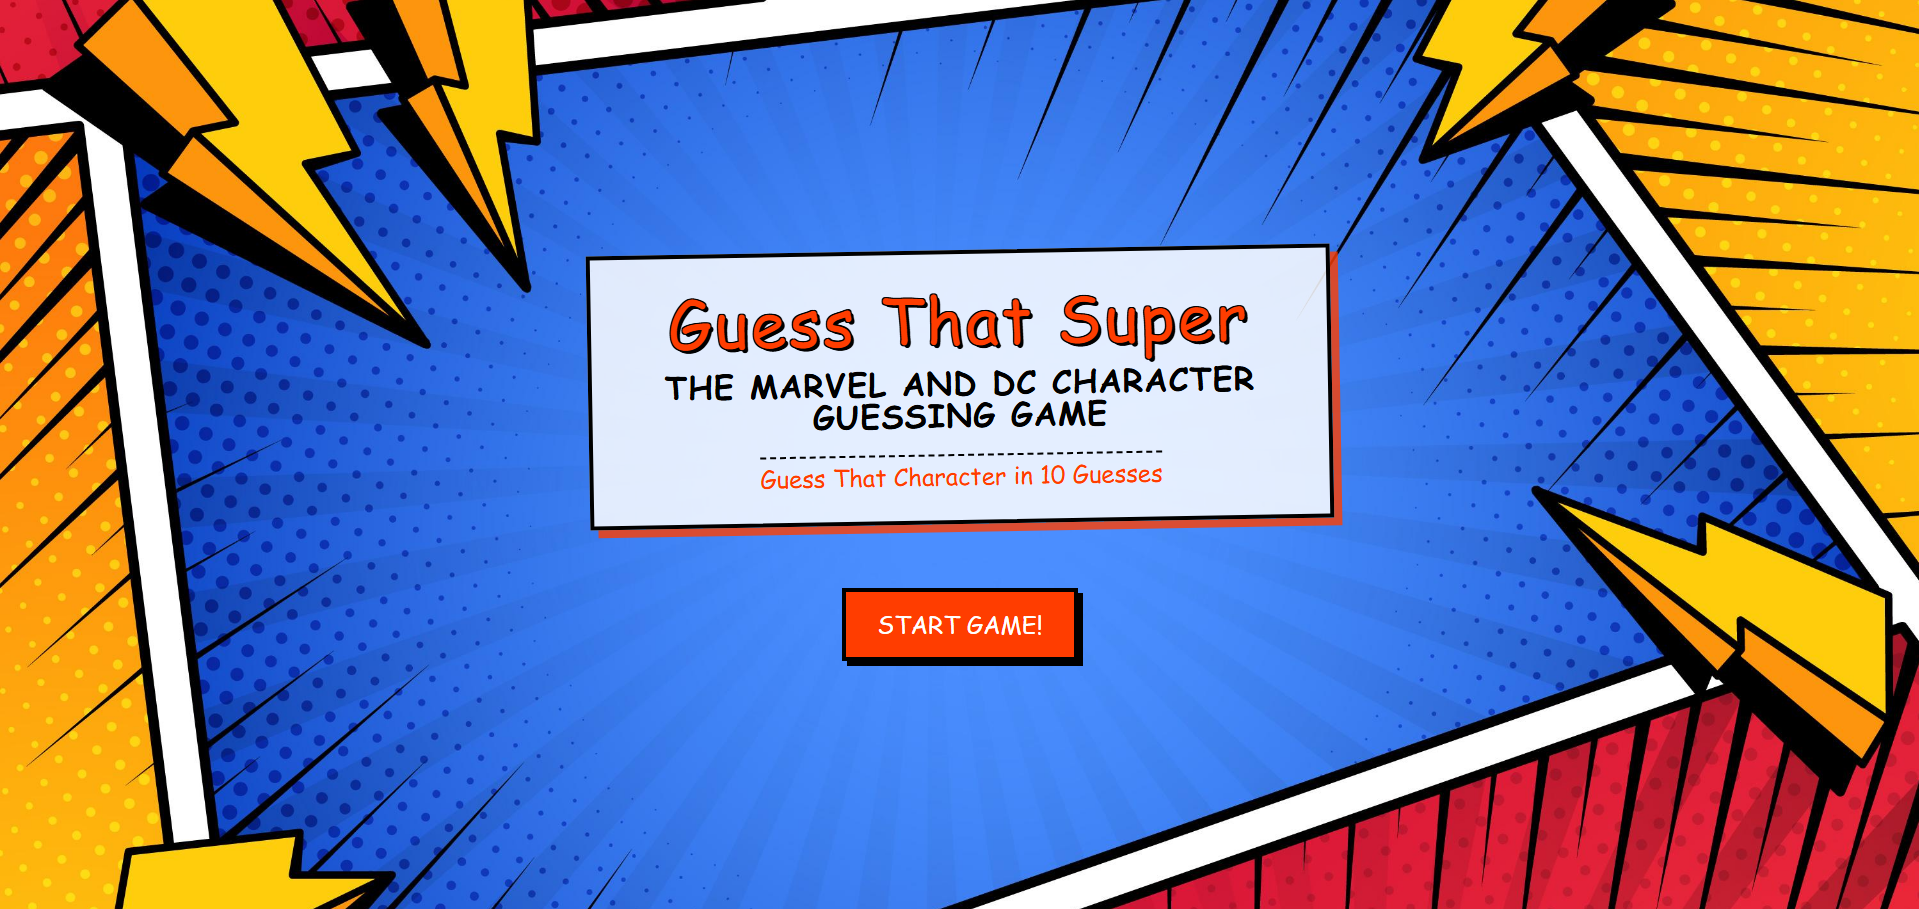 Guess That Super
THE MARVEL AND DC CHARACTER
GUESSING GAME
Guess That Character in 10 Guesses
START GAME!